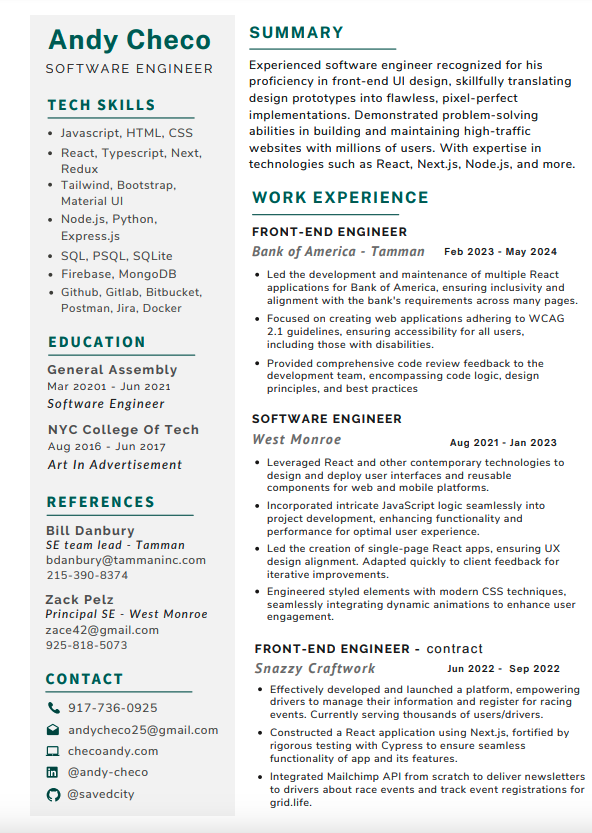 Andy Checo
SOFTWARE ENGINEER
TECH SKILLS
• Javascript, HTML, CSS
• React, Typescript, Next,
Redux
• Tailwind, Bootstrap,
Material UI
• Node.js, Python,
Express.js
• SQL, PSQL, SQLite
• Firebase, MongoDB
• Github, Gitlab, Bitbucket,
Postman, Jira, Docker
EDUCATION
General Assembly
Mar 20201 - Jun 2021
Software Engineer
NYC College Of Tech
Aug 2016 - Jun 2017
Art In Advertisement
REFERENCES
Bill Danbury
SE team lead - Tamman
bdanbury@tammaninc.com
215-390-8374
Zack Pelz
Principal SE - West Monroe
zace42@gmail.com
925-818-5073
CONTACT
917-736-0925
andycheco25@gmail.com
checoandy.com
@andy-checo
@savedcity
SUMMARY
Experienced software engineer recognized for his
proficiency in front-end UI design, skillfully translating
design prototypes into flawless, pixel-perfect
implementations. Demonstrated problem-solving
abilities in building and maintaining high-traffic
websites with millions of users. With expertise in
technologies such as React, Next.js, Node.js, and more.
WORK EXPERIENCE
FRONT-END ENGINEER
Bank of America - Tamman Feb 2023 - May 2024
• Led the development and maintenance of multiple React
applications for Bank of America, ensuring inclusivity and
alignment with the bank's requirements across many pages.
• Focused on creating web applications adhering to WCAG
2.1 guidelines, ensuring accessibility for all users,
including those with disabilities.
• Provided comprehensive code review feedback to the
development team, encompassing code logic, design
principles, and best practices
SOFTWARE ENGINEER
West Monroe Aug 2021 - Jan 2023
• Leveraged React and other contemporary technologies to
design and deploy user interfaces and reusable
components for web and mobile platforms.
• Incorporated intricate JavaScript logic seamlessly into
project development, enhancing functionality and
performance for optimal user experience.
• Led the creation of single-page React apps, ensuring UX
design alignment. Adapted quickly to client feedback for
iterative improvements.
• Engineered styled elements with modern CSS techniques,
seamlessly integrating dynamic animations to enhance user
engagement.
FRONT-END ENGINEER - contract
Snazzy Craftwork Jun 2022 - Sep 2022
• Effectively developed and launched a platform, empowering
drivers to manage their information and register for racing
events. Currently serving thousands of users/drivers.
• Constructed a React application using Next.js, fortified by
rigorous testing with Cypress to ensure seamless
functionality of app and its features.
• Integrated Mailchimp API from scratch to deliver newsletters
to drivers about race events and track event registrations for
grid.life.